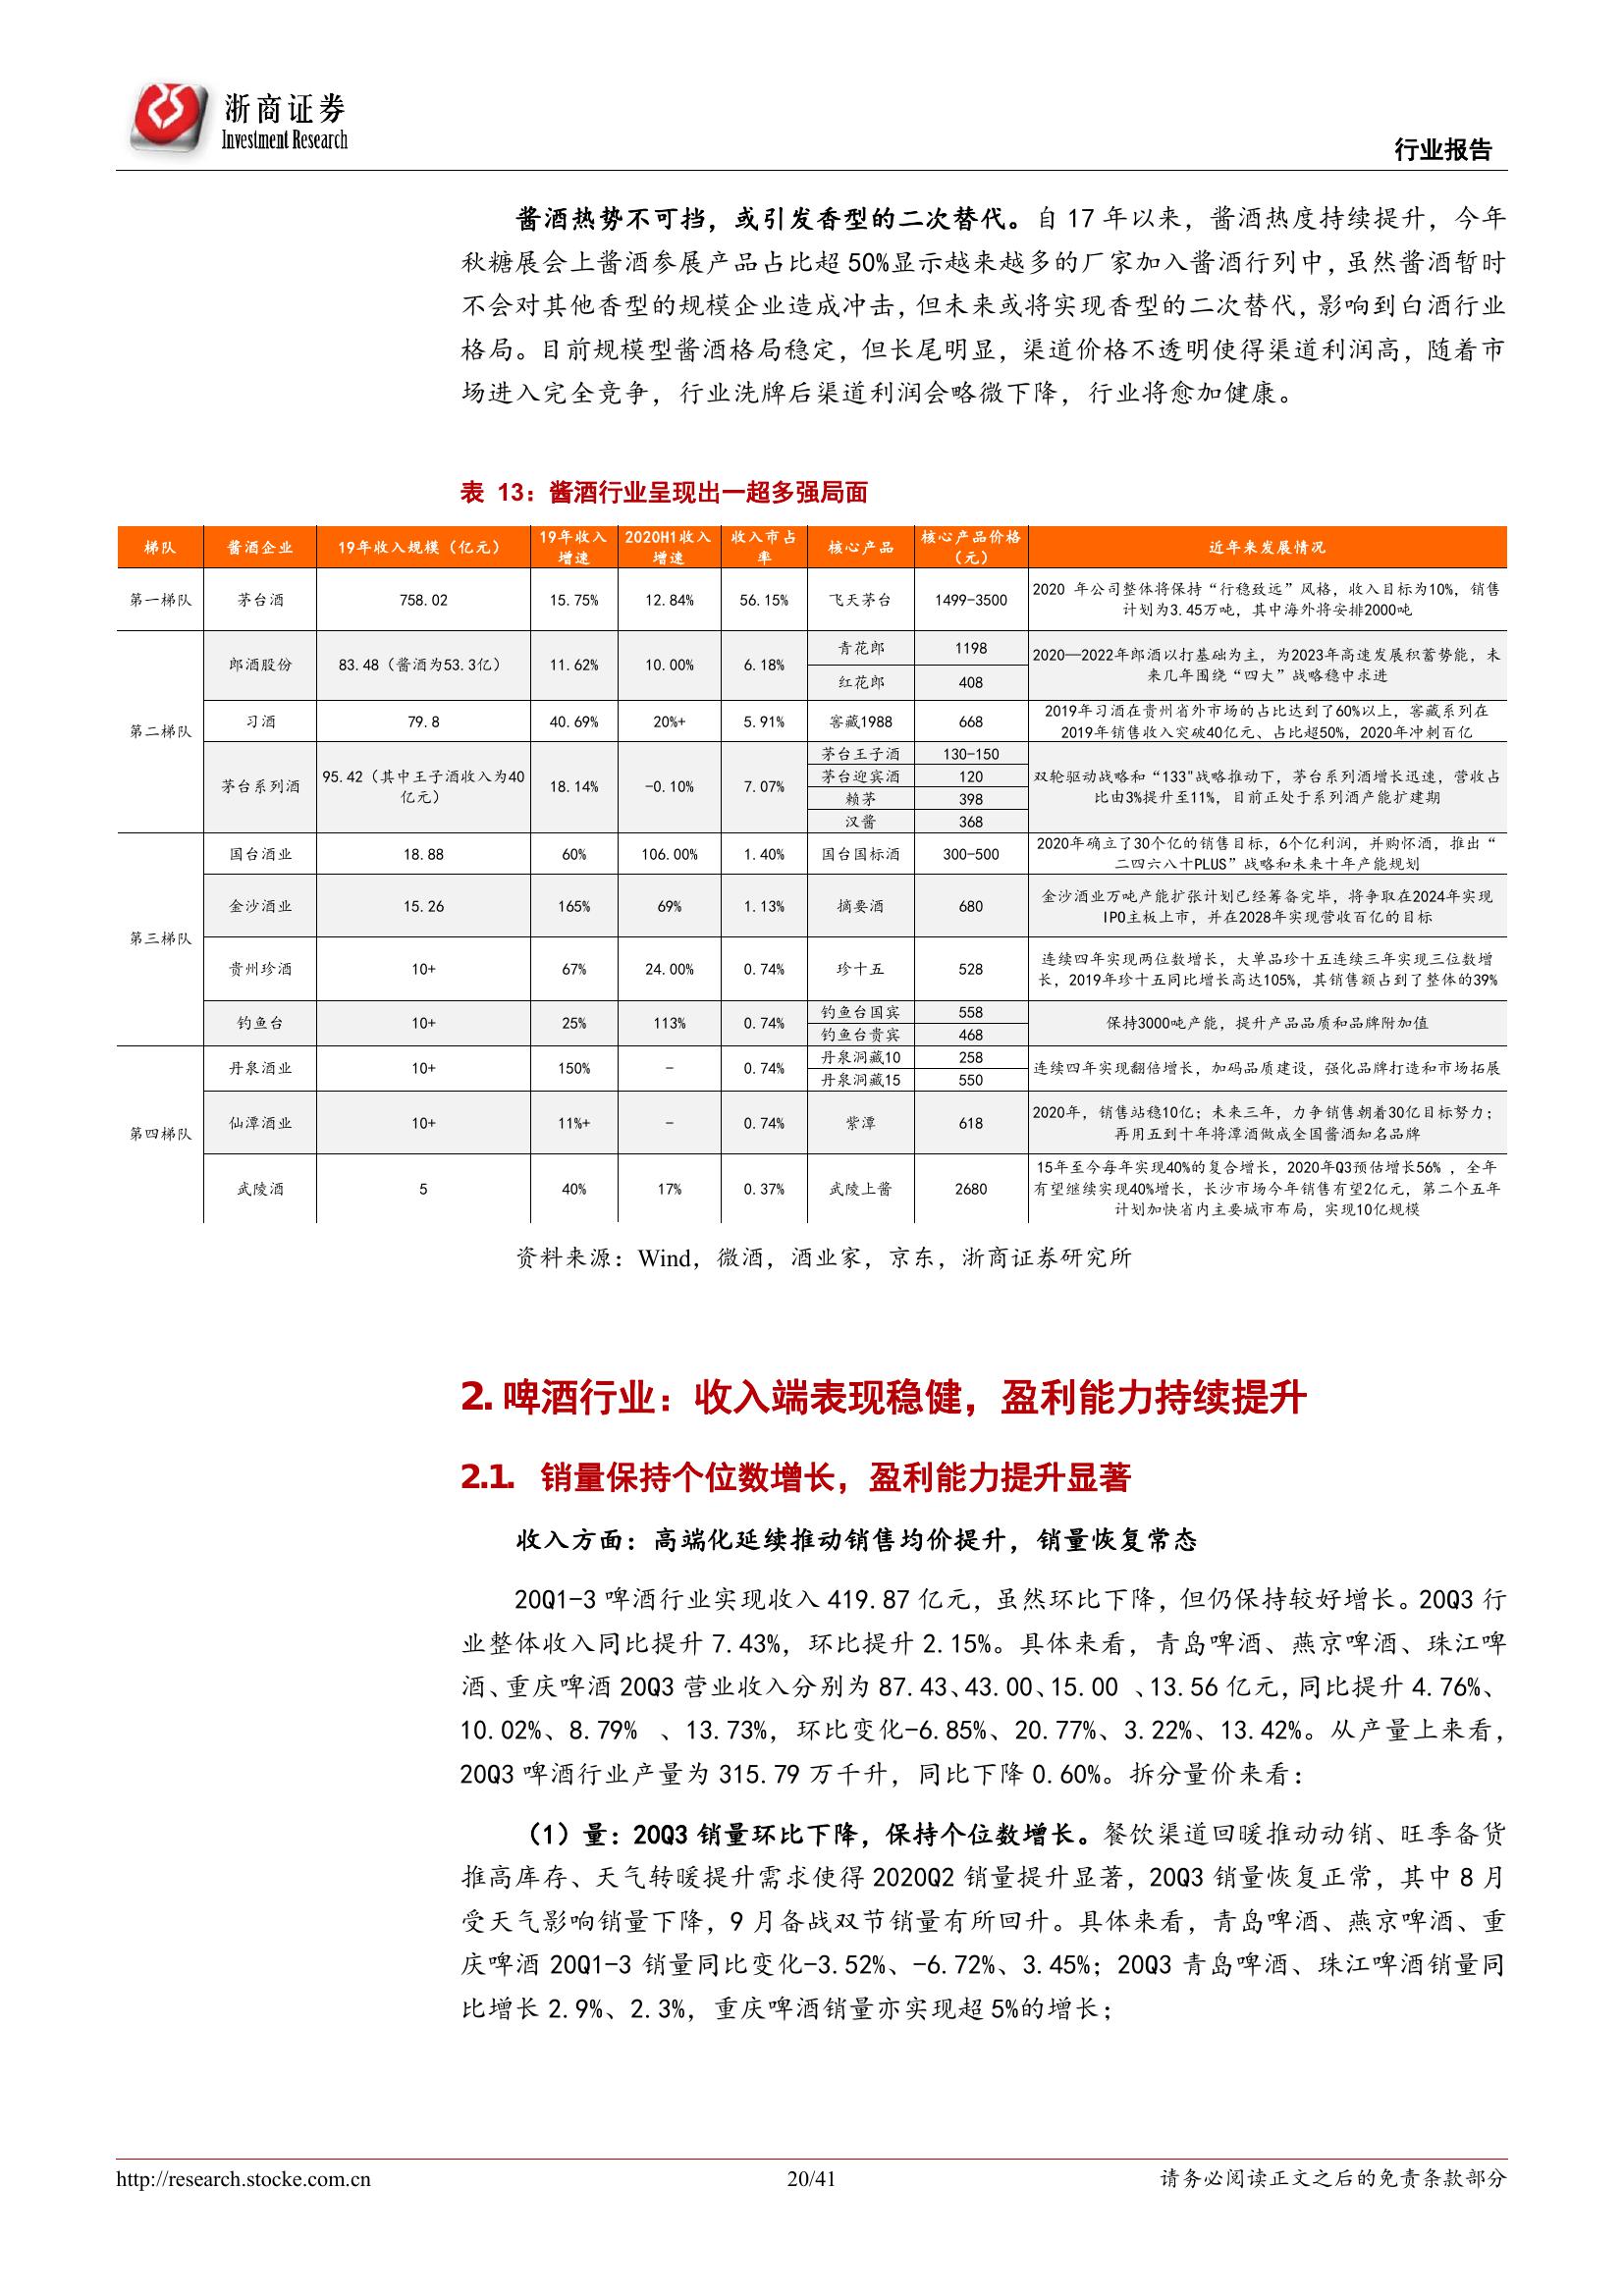 浙商证券
Investment Research
行业报告
酱酒热势不可挡，或引发香型的二次替代。自 17 年以来，酱酒热度持续提升，今年
秋糖展会上酱酒参展产品占比超 50%显示越来越多的厂家加入酱酒行列中，虽然酱酒暂时
不会对其他香型的规模企业造成冲击，但未来或将实现香型的二次替代，影响到白酒行业
格局。目前规模型酱酒格局稳定，但长尾明显，渠道价格不透明使得渠道利润高，随着市
场进入完全竞争，行业洗牌后渠道利润会略微下降，行业将愈加健康。
表 13：酱酒行业呈现出一超多强局面
梯队 酱酒企业 19年收入规模（亿元） 19年收入增速 2020H1收入增速 收入市占率 核心产品 核心产品价格（元） 近年来发展情况
第一梯队 茅台酒 758.02 15.75% 12.84% 56.15% 飞天茅台 1499-3500 2020 年公司整体将保持“行稳致远”风格，收入目标为10%，销售
计划为3.45万吨，其中海外将安排2000吨
第二梯队 郎酒股份 83.48（酱酒为53.3亿） 11.62% 10.00% 6.18% 青花郎 1198
红花郎 408
2020—2022年郎酒以打基础为主，为2023年高速发展积蓄势能，未
来几年围绕“四大”战略稳中求进
习酒 79.8 40.69% 20%+ 5.91% 窖藏1988 668 2019年习酒在贵州省外市场的占比达到了60%以上，窖藏系列在
2019年销售收入突破40亿元、占比超50%，2020年冲刺百亿
茅台系列酒 95.42（其中王子酒收入为40
亿元） 18.14% -0.10% 7.07% 茅台王子酒 130-150
茅台迎宾酒 120
赖茅 398
汉酱 368
双轮驱动战略和“133"战略推动下，茅台系列酒增长迅速，营收占
比由3%提升至11%，目前正处于系列酒产能扩建期
第三梯队 国台酒业 18.88 60% 106.00% 1.40% 国台国标酒 300-500 2020年确立了30个亿的销售目标，6个亿利润，并购怀酒，推出“
二四六八十PLUS”战略和未来十年产能规划
金沙酒业 15.26 165% 69% 1.13% 摘要酒 680 金沙酒业万吨产能扩张计划已经筹备完毕，将争取在2024年实现
IPO主板上市，并在2028年实现营收百亿的目标
贵州珍酒 10+ 67% 24.00% 0.74% 珍十五 528 连续四年实现两位数增长，大单品珍十五连续三年实现三位数增
长，2019年珍十五同比增长高达105%，其销售额占到了整体的39%
钓鱼台 10+ 25% 113% 0.74% 钓鱼台国宾 558
钓鱼台贵宾 468
保持3000吨产能，提升产品品质和品牌附加值
第四梯队 丹泉酒业 10+ 150% - 0.74% 丹泉洞藏10 258
丹泉洞藏15 550
连续四年实现翻倍增长，加码品质建设，强化品牌打造和市场拓展
仙潭酒业 10+ 11%+ - 0.74% 紫潭 618 2020年，销售站稳10亿；未来三年，力争销售朝着30亿目标努力；
再用五到十年将潭酒做成全国酱酒知名品牌
武陵酒 5 40% 17% 0.37% 武陵上酱 2680 15年至今每年实现40%的复合增长，2020年Q3预估增长56% ，全年
有望继续实现40%增长，长沙市场今年销售有望2亿元，第二个五年
计划加快省内主要城市布局，实现10亿规模
资料来源：Wind，微酒，酒业家，京东，浙商证券研究所
2. 啤酒行业：收入端表现稳健，盈利能力持续提升
2.1. 销量保持个位数增长，盈利能力提升显著
收入方面：高端化延续推动销售均价提升，销量恢复常态
20Q1-3 啤酒行业实现收入 419.87 亿元，虽然环比下降，但仍保持较好增长。20Q3 行
业整体收入同比提升 7.43%，环比提升 2.15%。具体来看，青岛啤酒、燕京啤酒、珠江啤
酒、重庆啤酒 20Q3 营业收入分别为 87.43、43.00、15.00 、13.56 亿元，同比提升 4.76%、
10.02%、8.79% 、13.73%，环比变化-6.85%、20.77%、3.22%、13.42%。从产量上来看，
20Q3 啤酒行业产量为 315.79 万千升，同比下降 0.60%。拆分量价来看：
（1）量：20Q3 销量环比下降，保持个位数增长。餐饮渠道回暖推动动销、旺季备货
推高库存、天气转暖提升需求使得 2020Q2 销量提升显著，20Q3 销量恢复正常，其中 8 月
受天气影响销量下降，9 月备战双节销量有所回升。具体来看，青岛啤酒、燕京啤酒、重
庆啤酒 20Q1-3 销量同比变化-3.52%、-6.72%、3.45%；20Q3 青岛啤酒、珠江啤酒销量同
比增长 2.9%、2.3%，重庆啤酒销量亦实现超 5%的增长；
http://research.stocke.com.cn
20/41
请务必阅读正文之后的免责条款部分